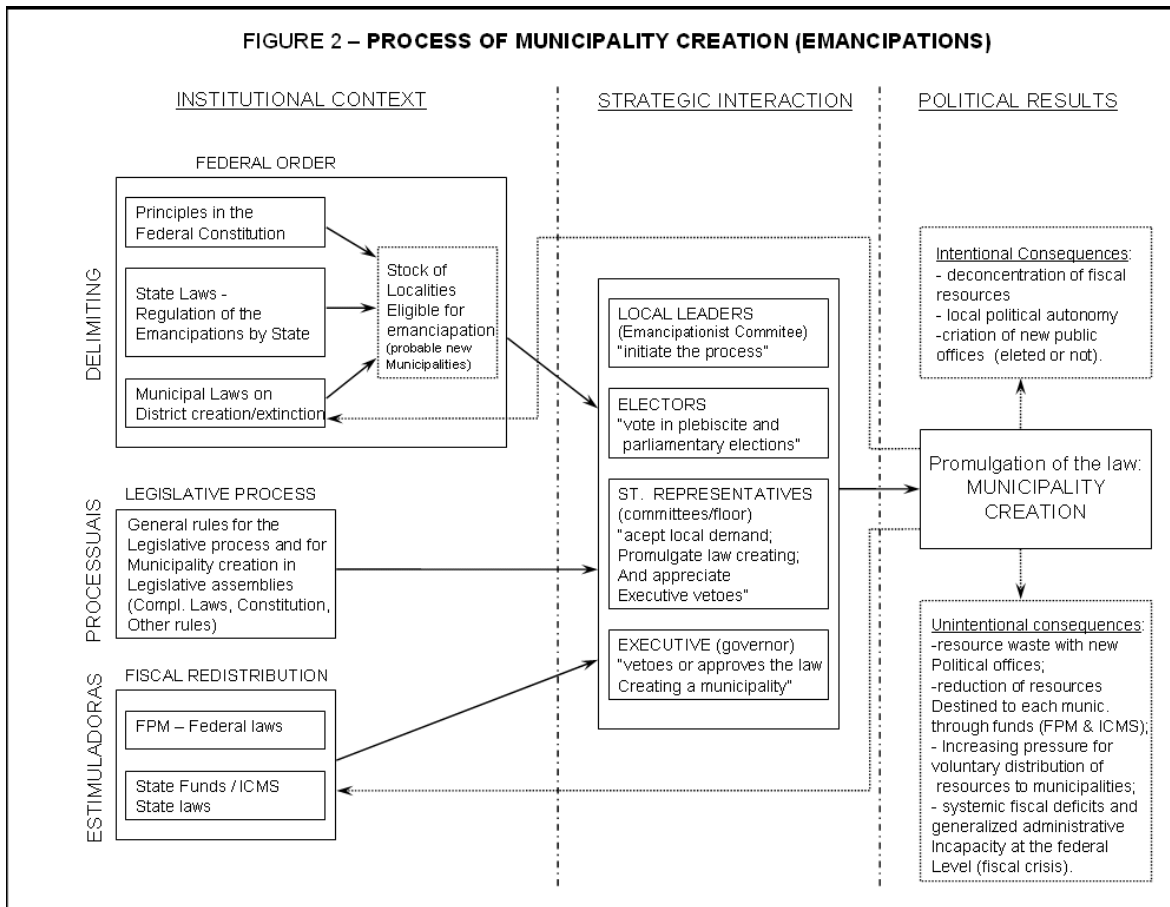 FIGURE 2 – PROCESS OF MUNICIPALITY CREATION (EMANCIPATIONS)
INSTITUTIONAL CONTEXT
STRATEGIC INTERACTION
POLITICAL RESULTS
DELIMITING
FEDERAL ORDER
Principles in the
Federal Constitution
State Laws -
Regulation of the
Emancipations by State
Municipal Laws on
District creation/extinction
Stock of
Localities
Eligible for
emanciapation
(probable new
Municipalities)
PROCESSUAIS
LEGISLATIVE PROCESS
General rules for the
Legislative process and for
Municipality creation in
Legislative assemblies
(Compl. Laws, Constitution,
Other rules)
ESTIMULADORAS
FISCAL REDISTRIBUTION
FPM – Federal laws
State Funds / ICMS
State laws
LOCAL LEADERS
(Emancipationist Commitee)
"initiate the process"
ELECTORS
"vote in plebiscite and
parliamentary elections"
ST. REPRESENTATIVES
(committees/floor)
"acept local demand;
Promulgate law creating;
And appreciate
Executive vetoes"
EXECUTIVE (governor)
"vetoes or approves the law
Creating a municipality"
Intentional Consequences:
- deconcentration of fiscal
resources
- local political autonomy
-criation of new public
offices (eleted or not).
Promulgation of the law:
MUNICIPALITY
CREATION
Unintentional consequences:
-resource waste with new
Political offices;
-reduction of resources
Destined to each munic.
through funds (FPM & ICMS);
- Increasing pressure for
voluntary distribution of
resources to municipalities;
- systemic fiscal deficits and
generalized administrative
Incapacity at the federal
Level (fiscal crisis).